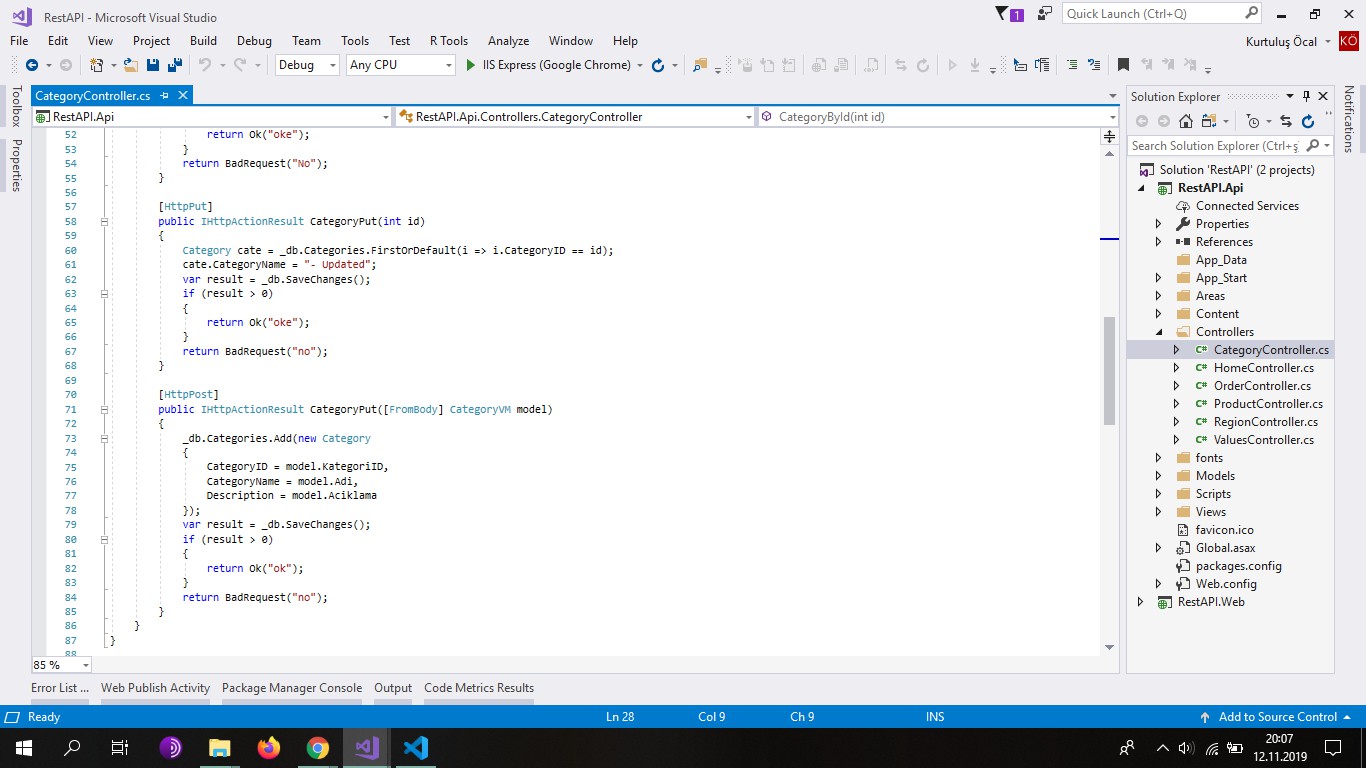 RestAPI - Microsoft Visual Studio
1
Quick Launch (Ctrl+Q)
File Edit View Project Build Debug Team Tools Test R Tools Analyze Window Help
Kurtuluş Öcal
KÖ
Debug Any CPU IIS Express (Google Chrome)
Toolbox
Properties
CategoryController.cs
RestAPI.Api RestAPI.Api.Controllers.CategoryController CategoryById(int id)
52 return Ok("oke");
53 }
54 return BadRequest("No");
55 }
56
57 [HttpPut]
58 public IHttpActionResult CategoryPut(int id)
59 {
60 Category cate = _db.Categories.FirstOrDefault(i => i.CategoryID == id);
61 cate.CategoryName = "- Updated";
62 var result = _db.SaveChanges();
63 if (result > 0)
64 {
65 return Ok("oke");
66 }
67 return BadRequest("no");
68 }
69
70 [HttpPost]
71 public IHttpActionResult CategoryPut([FromBody] CategoryVM model)
72 {
73 _db.Categories.Add(new Category
74 {
75 CategoryID = model.KategoriID,
76 CategoryName = model.Adi,
77 Description = model.Aciklama
78 });
79 var result = _db.SaveChanges();
80 if (result > 0)
81 {
82 return Ok("ok");
83 }
84 return BadRequest("no");
85 }
86 }
87 }
88
85 %
Solution Explorer
Search Solution Explorer (Ctrl+ş
Solution 'RestAPI' (2 projects)
RestAPI.Api
Connected Services
Properties
References
App_Data
App_Start
Areas
Content
Controllers
C# CategoryController.cs
C# HomeController.cs
C# OrderController.cs
C# ProductController.cs
C# RegionController.cs
C# ValuesController.cs
fonts
Models
Scripts
Views
favicon.ico
Global.asax
packages.config
Web.config
RestAPI.Web
Notifications
Error List ... Web Publish Activity Package Manager Console Output Code Metrics Results
Ready Ln 28 Col 9 Ch 9 INS Add to Source Control
20:07
12.11.2019